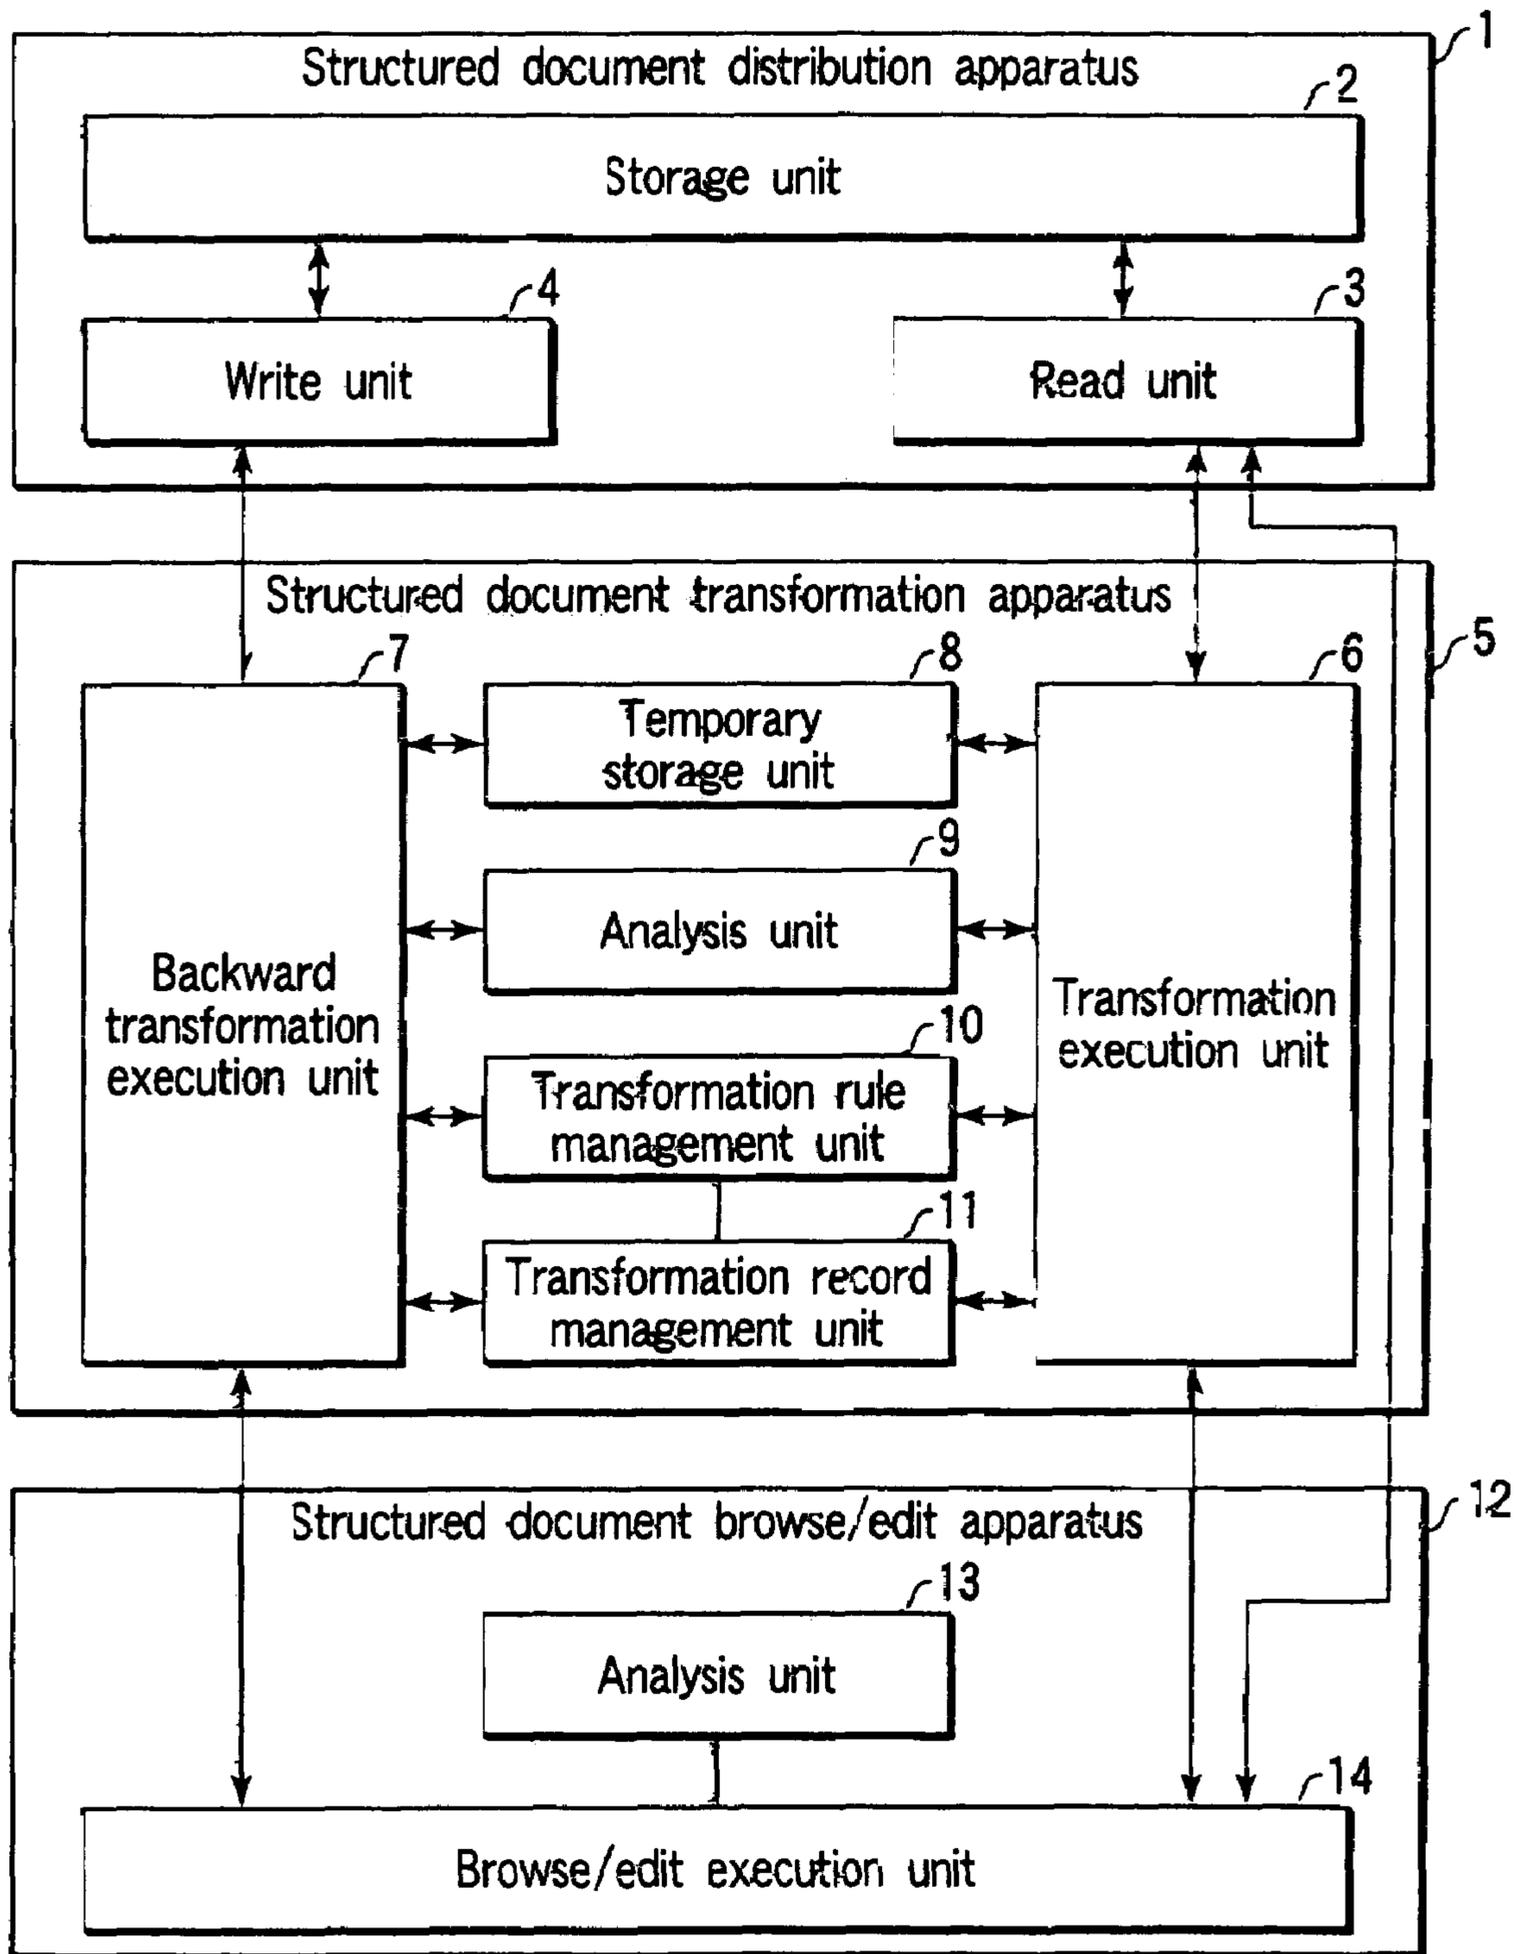 1
Structured document distribution apparatus
2
Storage unit
4
3
Write unit
Read unit
Structured document transformation apparatus
5
7
8
6
Temporary
storage unit
9
Analysis unit
Backward
transformation
execution unit
Transformation
execution unit
10
Transformation rule
management unit
11
Transformation record
management unit
12
Structured document browse/edit apparatus
13
Analysis unit
14
Browse/edit execution unit